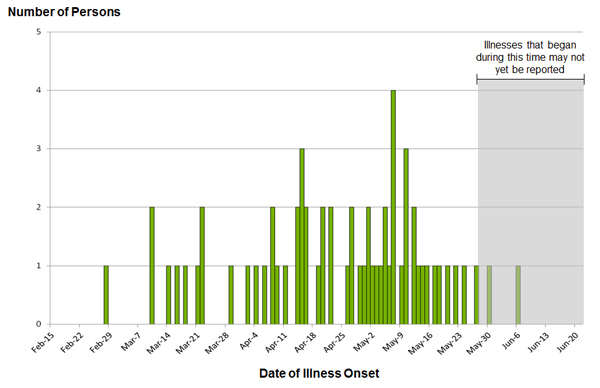 Number of Persons
5
Illnesses that began
during this time may not
yet be reported
4
3
2
1
0
Feb-15 Feb-22 Feb-29 Mar-7 Mar-14 Mar-21 Mar-28 Apr-4 Apr-11 Apr-18 Apr-25 May-2 May-9 May-16 May-23 May-30 Jun-6 Jun-13 Jun-20
Date of Illness Onset